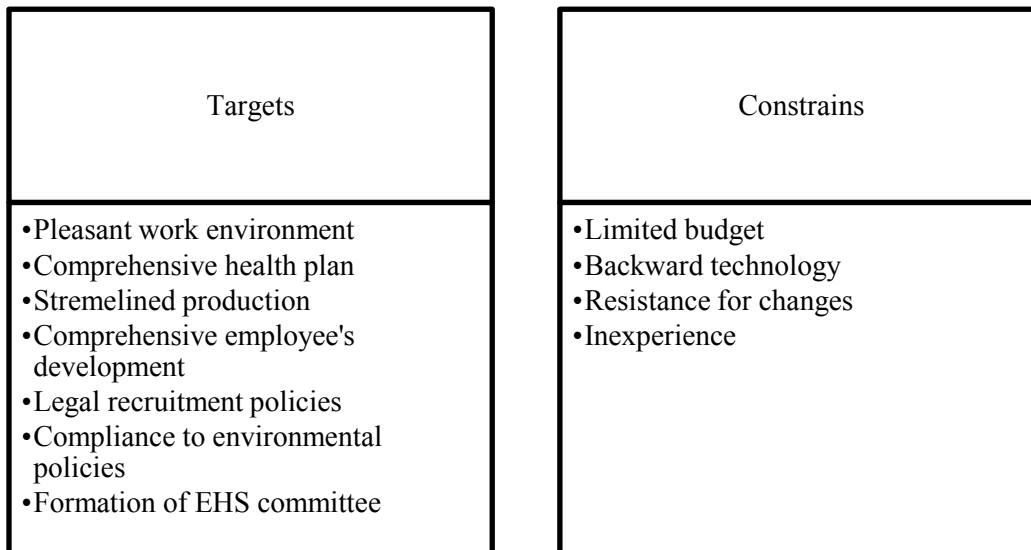 Targets
•Pleasant work environment
•Comprehensive health plan
•Stremelined production
•Comprehensive employee's
development
•Legal recruitment policies
•Compliance to environmental
policies
•Formation of EHS committee
Constrains
•Limited budget
•Backward technology
•Resistance for changes
•Inexperience